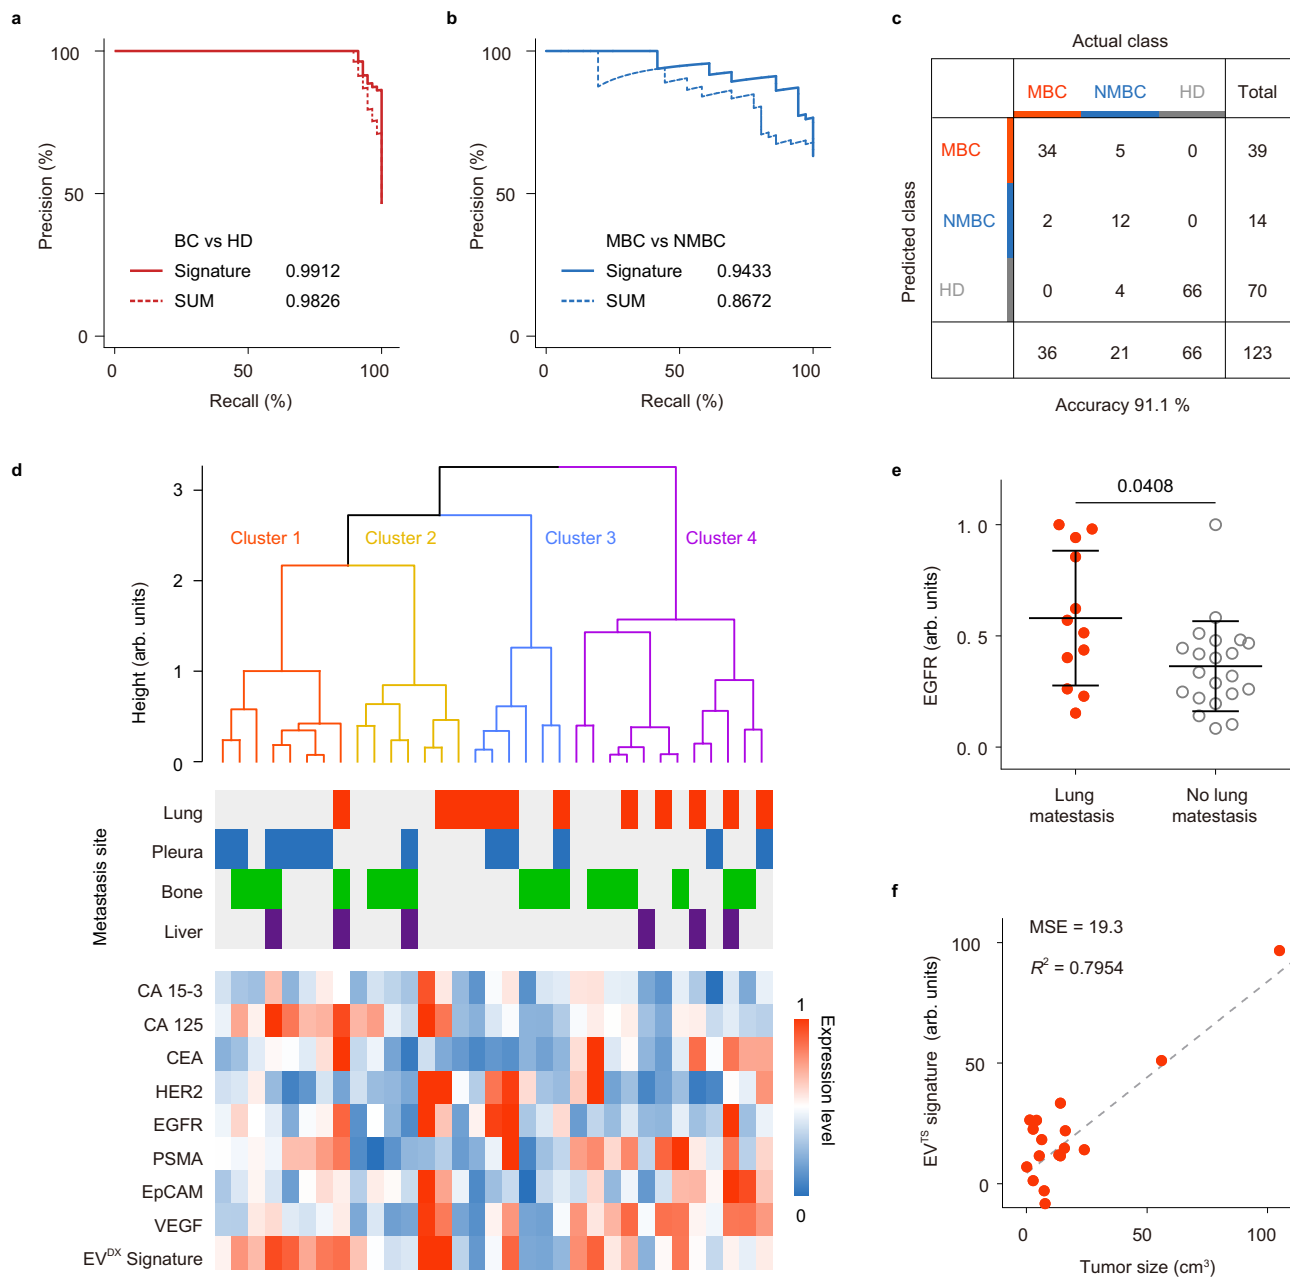 a
100
50
0
Precision (%)
BC vs HD
Signature 0.9912
SUM 0.9826
0 50 100
Recall (%)
b
100
50
0
Precision (%)
MBC vs NMBC
Signature 0.9433
SUM 0.8672
0 50 100
Recall (%)
c
Actual class
MBC NMBC HD Total
Predicted class
MBC 34 5 0 39
NMBC 2 12 0 14
HD 0 4 66 70
36 21 66 123
Accuracy 91.1 %
d
3
2
1
0
Height (arb. units)
Cluster 1 Cluster 2 Cluster 3 Cluster 4
Metastasis site
Lung
Pleura
Bone
Liver
CA 15-3
CA 125
CEA
HER2
EGFR
PSMA
EpCAM
VEGF
EVDX Signature
1
0
Expression level
e
0.0408
1. 0
0.5
0. 0
EGFR (arb. units)
Lung
matestasis
No lung
matestasis
f
MSE = 19.3
R2 = 0.7954
100
50
0
EVTS signature (arb. units)
0 50 100
Tumor size (cm3)